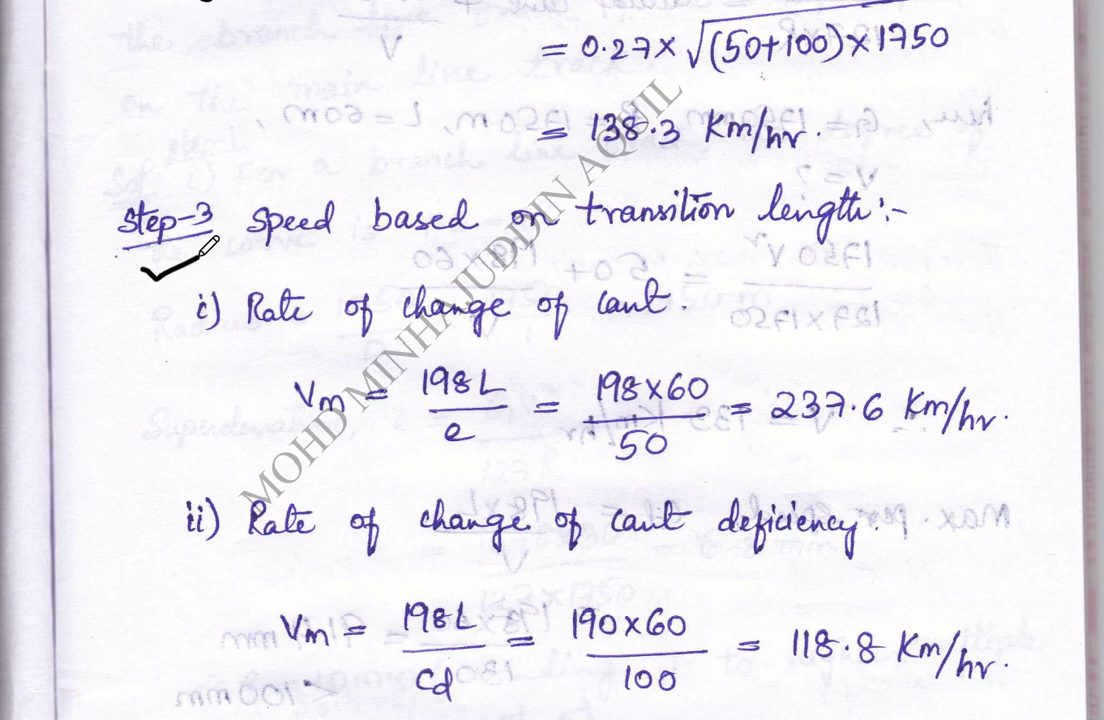 = 0.27 × √(50+100) × 1750
= 138.3 Km/hr.
Step-3 Speed based on transition length:-
i) Rate of change of cant.
Vm = 198L/e = 198×60/50 = 237.6 Km/hr.
ii) Rate of change of cant deficiency.
Vm = 198L/Cd = 190×60/100 = 118.8 Km/hr.
MOHD MINHAJUDDIN AQUIL